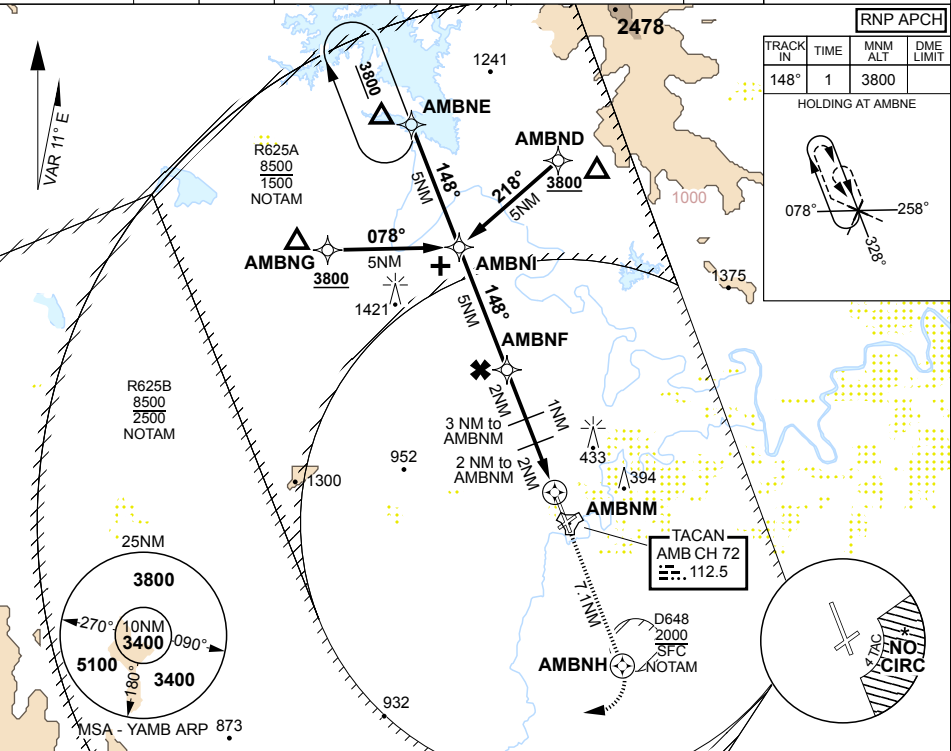 2478
RNP APCH
TRACK IN TIME MNM ALT DME LIMIT
148° 1 3800
HOLDING AT AMBNE
078° 258°
328°
VAR 11° E
3800
1241
AMBNE
AMBND
3800
R625A
8500
1500
NOTAM
148°
5NM
218°
5NM
1000
AMBNG
078°
5NM
3800
AMBNI
1421
148°
5NM
1375
AMBNF
R625B
8500
2500
NOTAM
2NM
1NM
3 NM to
AMBNM
2 NM to
AMBNM
2NM
952
433
394
1300
AMBNM
TACAN
AMB CH 72
112.5
7.1NM
D648
2000
SFC
NOTAM
AMBNH
25NM
3800
270°
10NM
3400
090°
5100
180°
3400
MSA - YAMB ARP
873
932
4 TAC
*
NO
CIRC